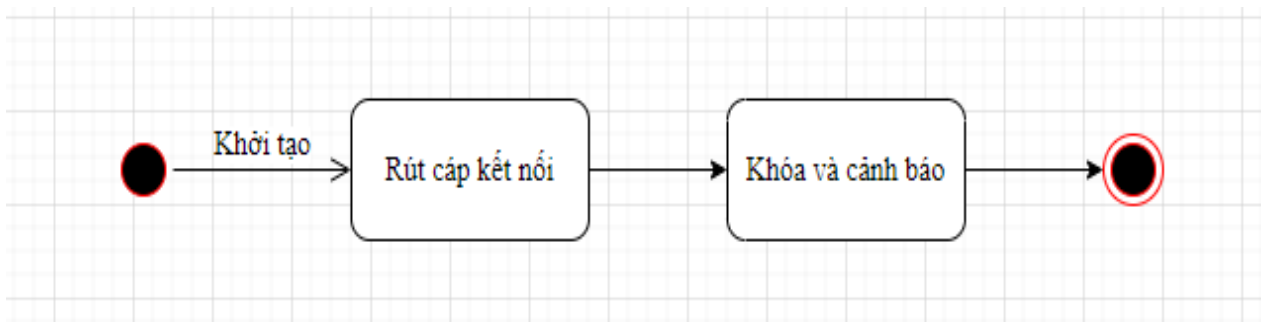 Khởi tạo
Rút cáp kết nối
Khóa và cảnh báo